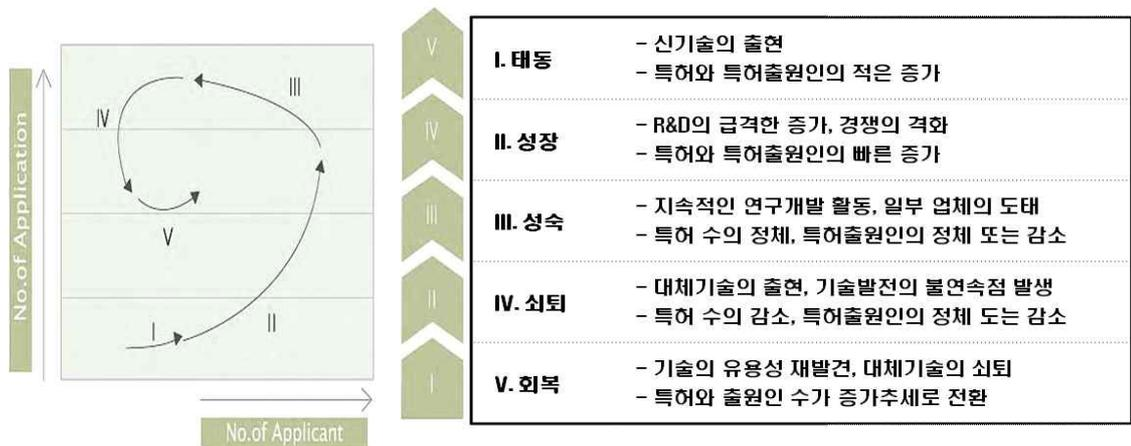 No.of Application
I
II
III
IV
V
No.of Applicant
V
IV
III
II
I
I. 태동
– 신기술의 출현
– 특허와 특허출원인의 적은 증가
II. 성장
– R&D의 급격한 증가, 경쟁의 격화
– 특허와 특허출원인의 빠른 증가
III. 성숙
– 지속적인 연구개발 활동, 일부 업체의 도태
– 특허 수의 정체, 특허출원인의 정체 또는 감소
IV. 쇠퇴
– 대체기술의 출현, 기술발전의 불연속점 발생
– 특허 수의 감소, 특허출원인의 정체 도는 감소
V. 회복
– 기술의 유용성 재발견, 대체기술의 쇠퇴
– 특허와 출원인 수가 증가추세로 전환